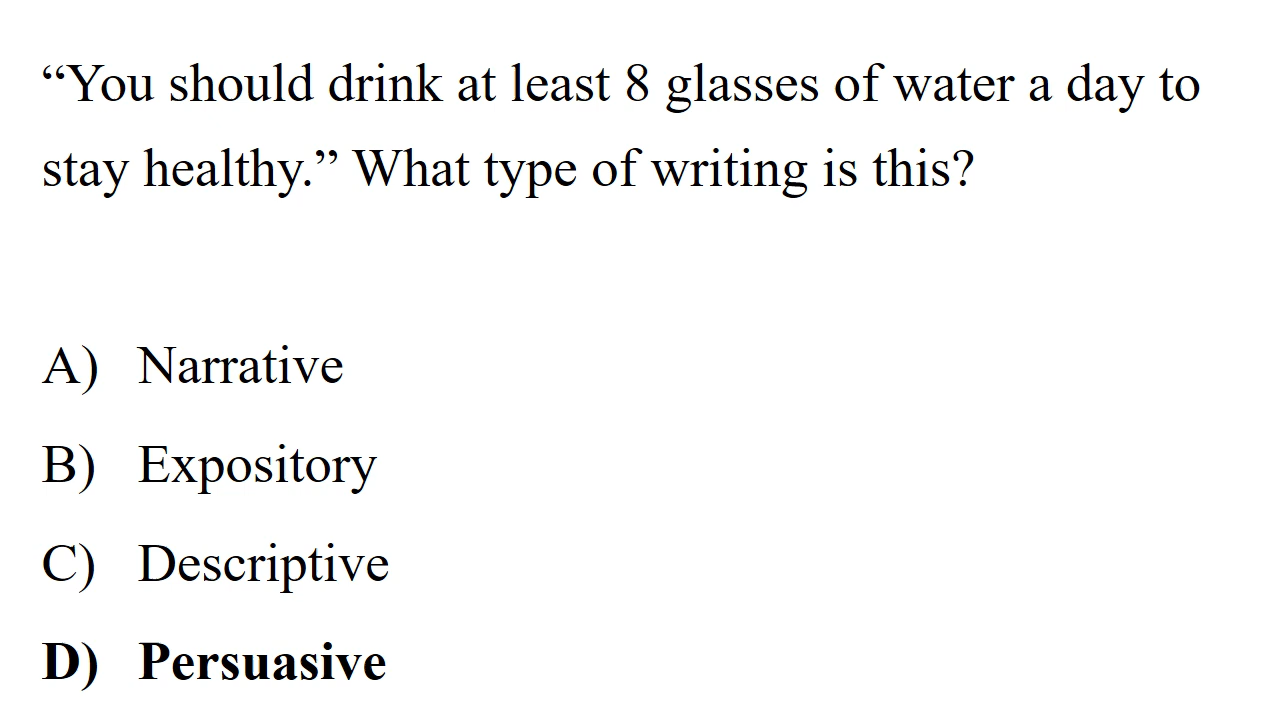 “You should drink at least 8 glasses of water a day to
stay healthy.” What type of writing is this?
A) Narrative
B) Expository
C) Descriptive
D) Persuasive